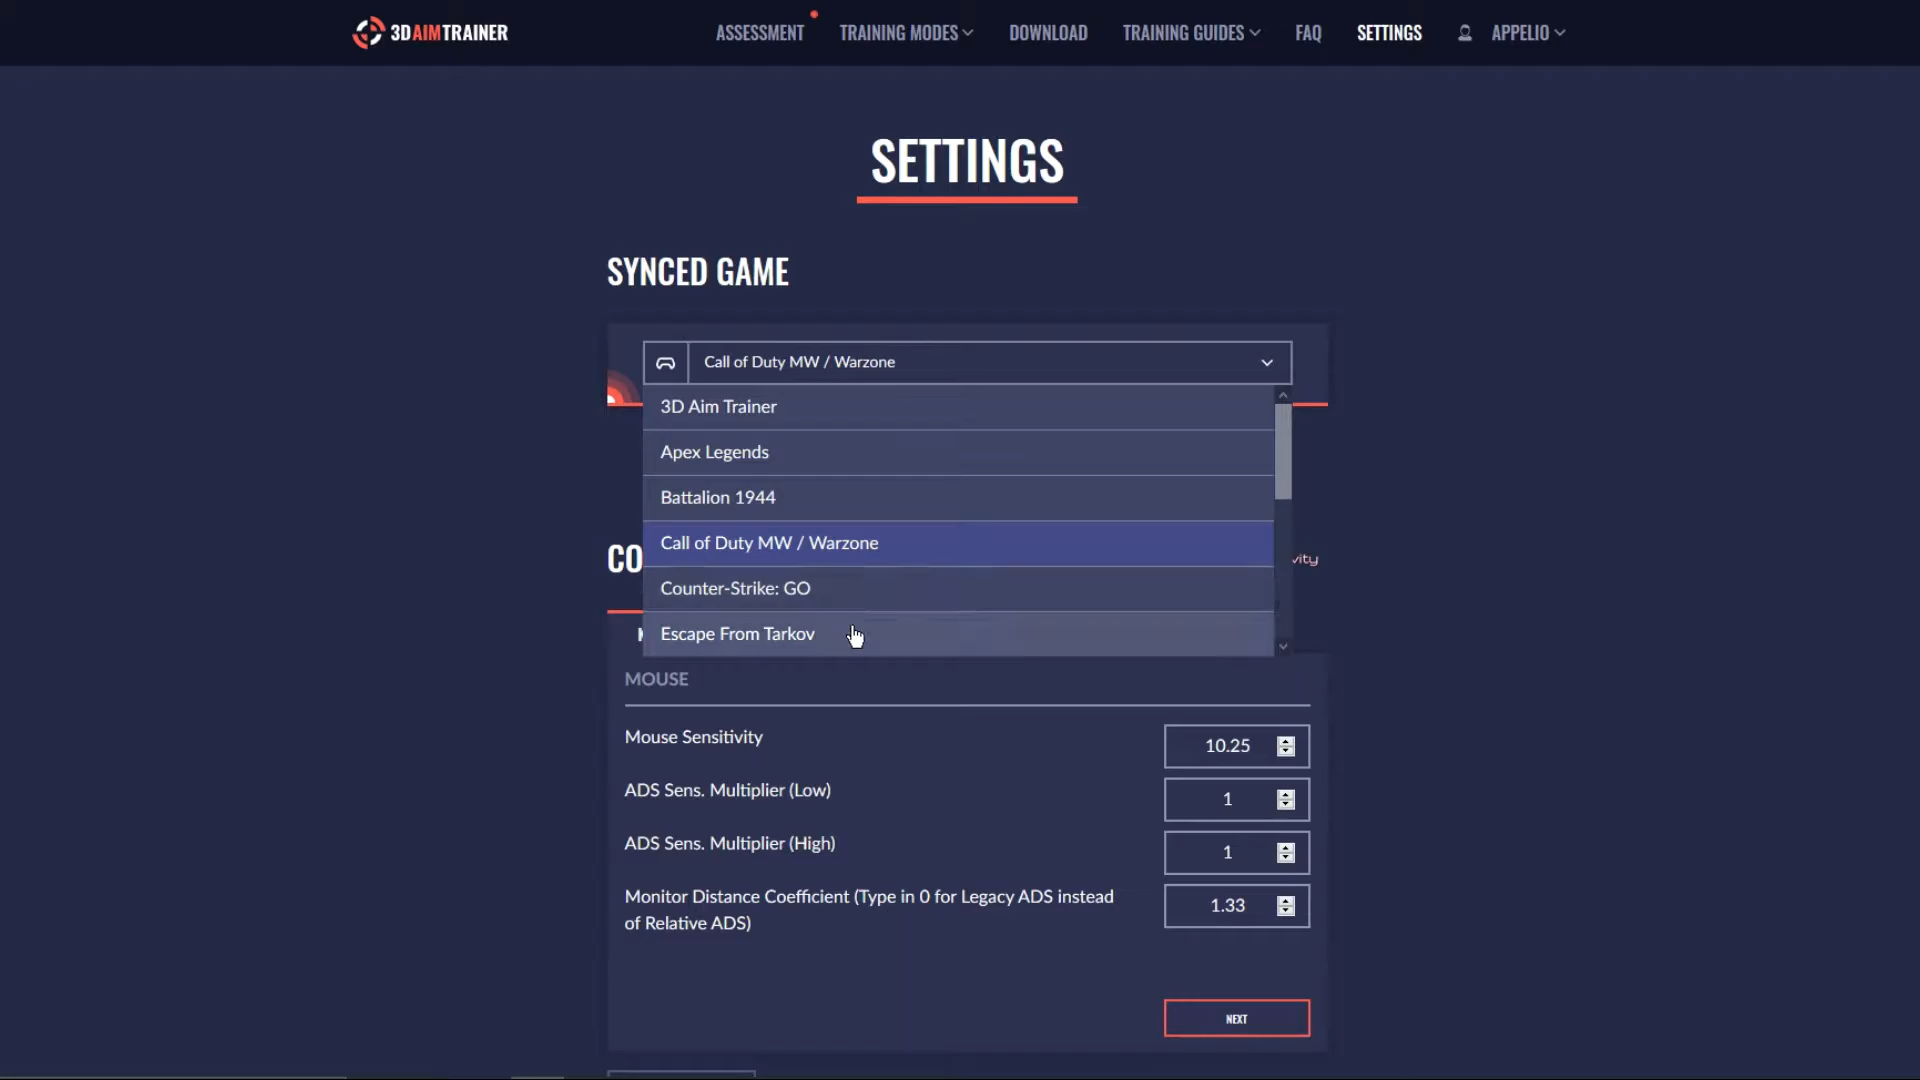 3DAIMTRAINER
ASSESSMENT
TRAINING MODES
DOWNLOAD
TRAINING GUIDES
FAQ
SETTINGS
APPELIO
SETTINGS
SYNCED GAME
Call of Duty MW / Warzone
3D Aim Trainer
Apex Legends
Battalion 1944
Call of Duty MW / Warzone
CO
vity
Counter-Strike: GO
Escape From Tarkov
MOUSE
Mouse Sensitivity
10.25
ADS Sens. Multiplier (Low)
1
ADS Sens. Multiplier (High)
1
Monitor Distance Coefficient (Type in 0 for Legacy ADS instead
of Relative ADS)
1.33
NEXT